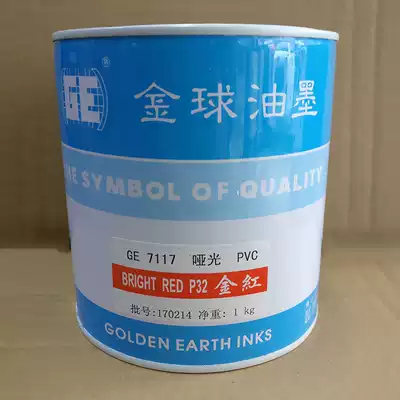 GE ®
金球油墨
THE SYMBOL OF QUALITY
GE 7117 哑光 PVC
BRIGHT RED P32 金紅
批号:170214 净重: 1 kg
GOLDEN EARTH INKS